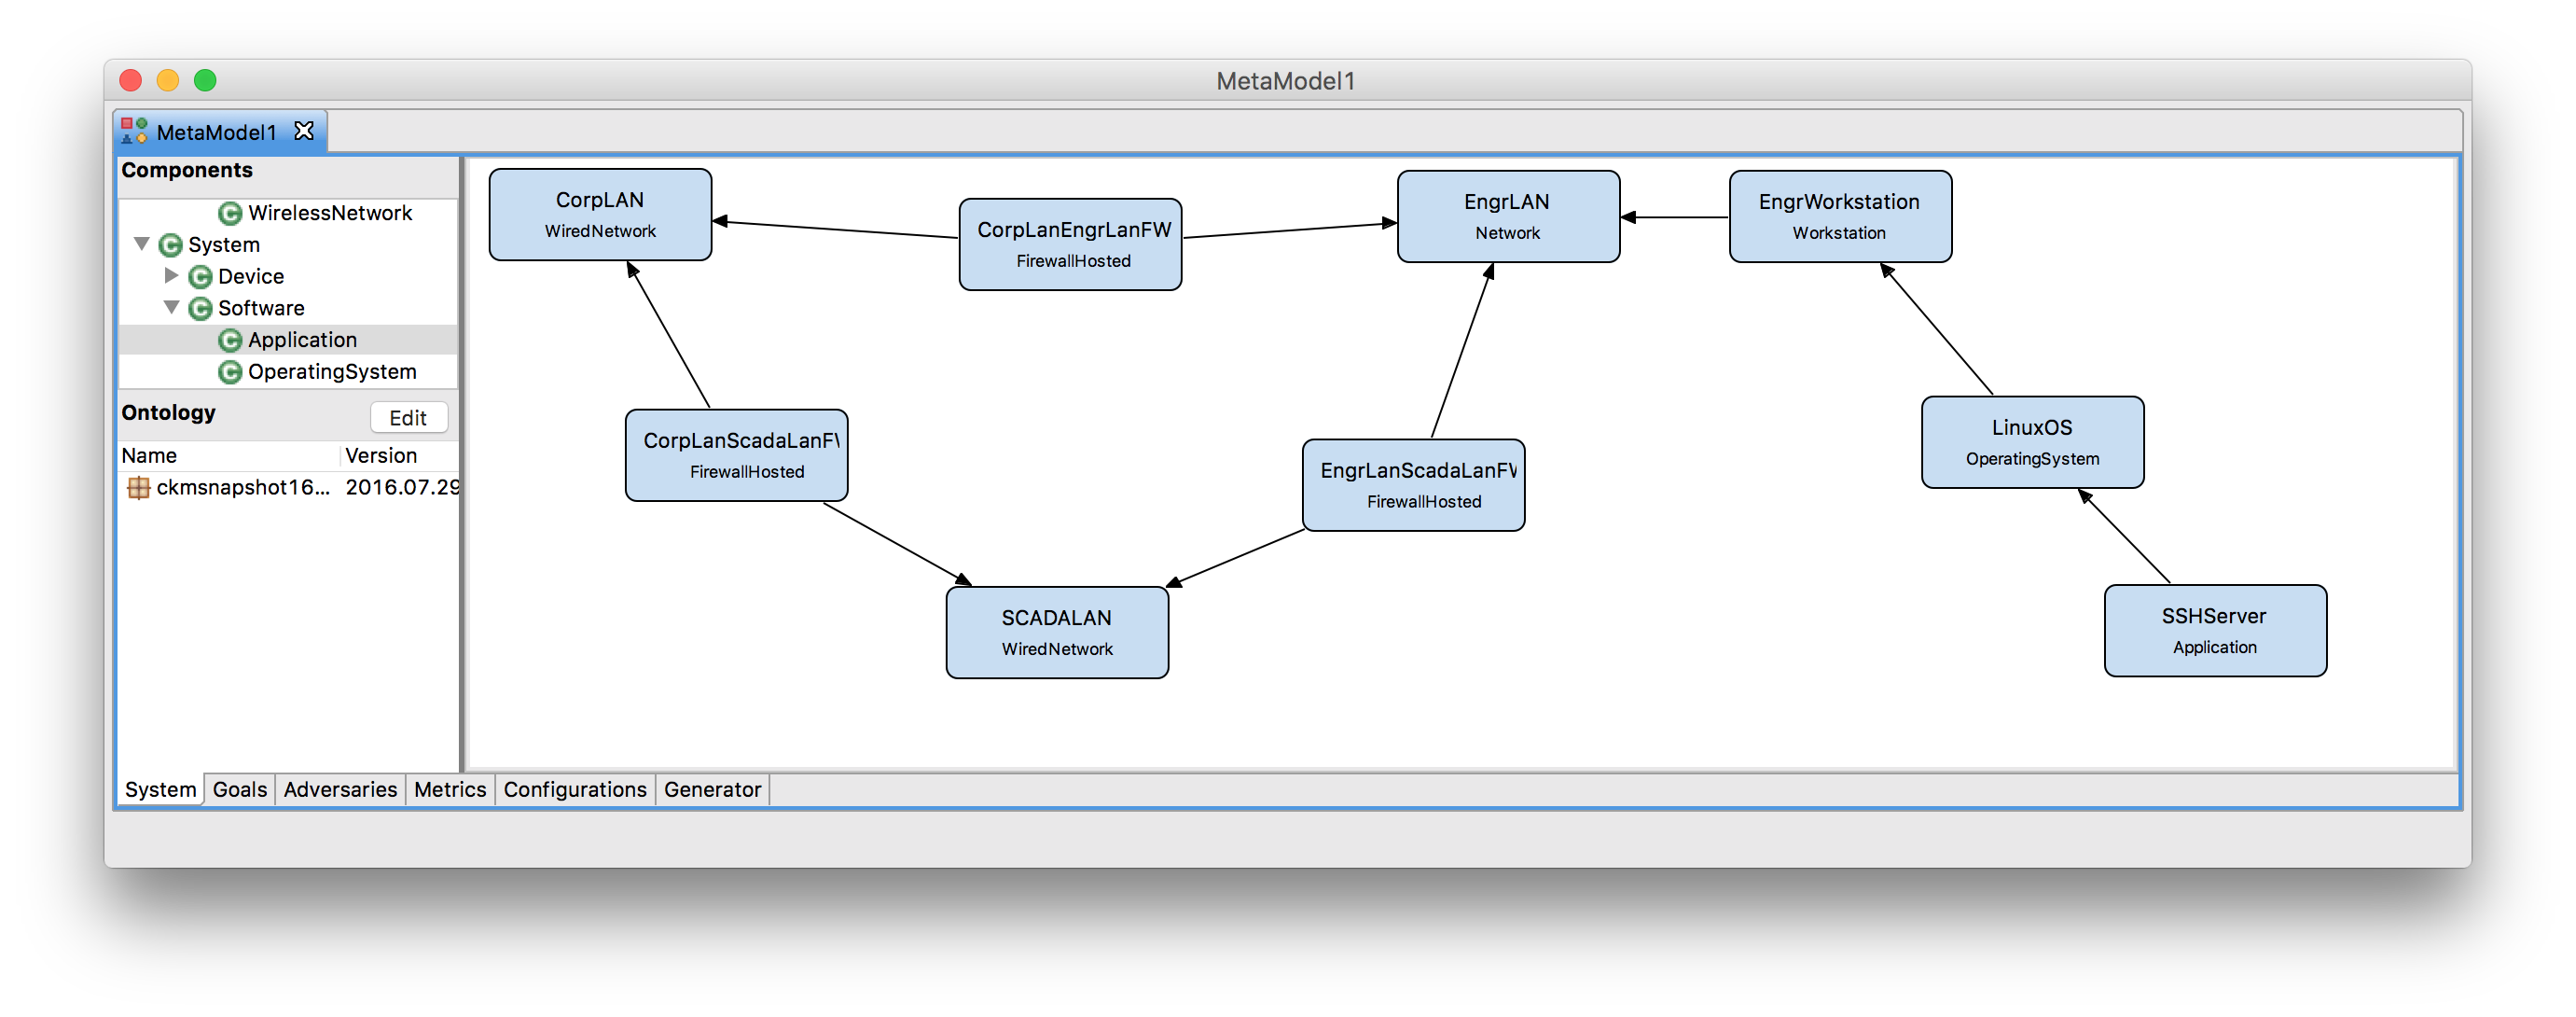 MetaModel1
MetaModel1
Components
WirelessNetwork
System
Device
Software
Application
OperatingSystem
Ontology
Edit
Name Version
ckmsnapshot16... 2016.07.29
CorpLAN
WiredNetwork
CorpLanEngrLanFW
FirewallHosted
EngrLAN
Network
EngrWorkstation
Workstation
CorpLanScadaLanF
FirewallHosted
EngrLanScadaLanF
FirewallHosted
LinuxOS
OperatingSystem
SCADALAN
WiredNetwork
SSHServer
Application
System Goals Adversaries Metrics Configurations Generator